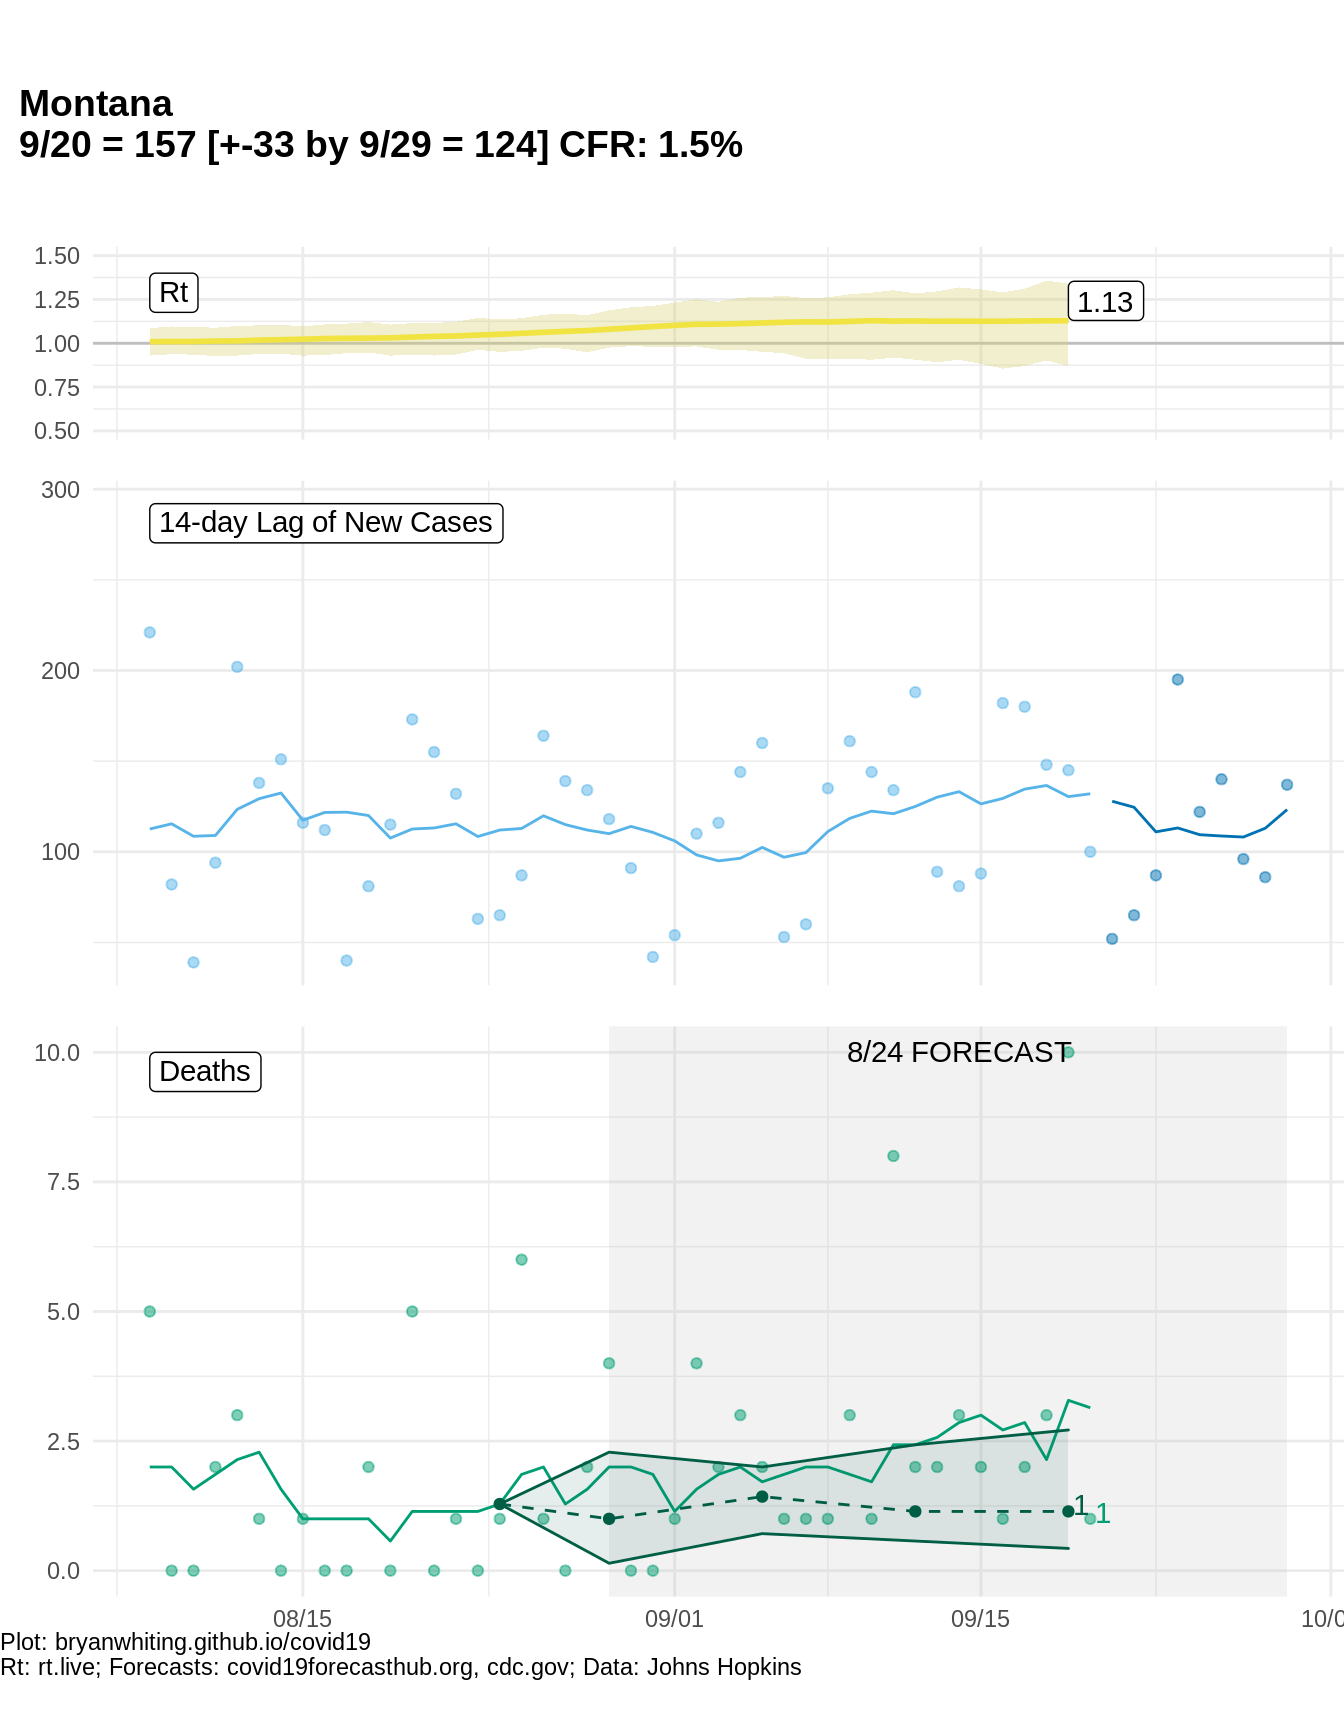 Montana
9/20 = 157 [+-33 by 9/29 = 124] CFR: 1.5%
1.50
Rt
1.25
1.13
1.00
0.75
0.50
300
14-day Lag of New Cases
200
100
10.0
8/24 FORECAST
Deaths
7.5
5.0
2.5
1
1
0.0
08/15
09/01
09/15
10/0
Plot: bryanwhiting.github.io/covid19
Rt: rt.live; Forecasts: covid19forecasthub.org, cdc.gov; Data: Johns Hopkins